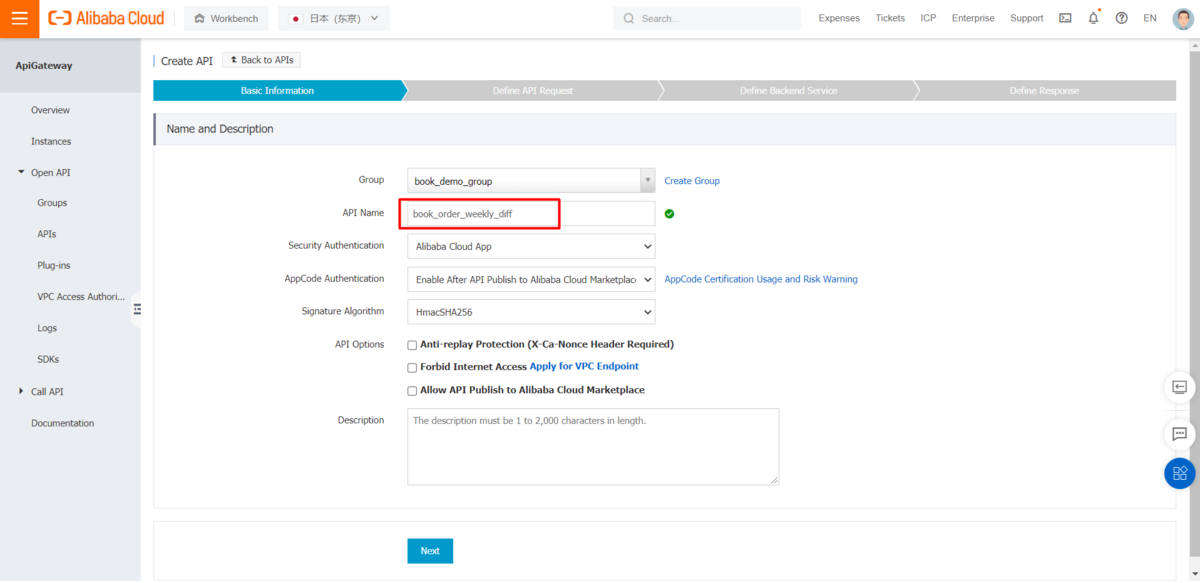 Alibaba Cloud
Workbench
日本（东京）
Search...
Expenses
Tickets
ICP
Enterprise
Support
EN
ApiGateway
Overview
Instances
Open API
Groups
APIs
Plug-ins
VPC Access Authori...
Logs
SDKs
Call API
Documentation
Create API
Back to APIs
Basic Information
Define API Request
Define Backend Service
Define Response
Name and Description
Group book_demo_group Create Group
API Name book_order_weekly_diff
Security Authentication Alibaba Cloud App
AppCode Authentication Enable After API Publish to Alibaba Cloud Marketplace AppCode Certification Usage and Risk Warning
Signature Algorithm HmacSHA256
API Options Anti-replay Protection (X-Ca-Nonce Header Required)
Forbid Internet Access Apply for VPC Endpoint
Allow API Publish to Alibaba Cloud Marketplace
Description The description must be 1 to 2,000 characters in length.
Next